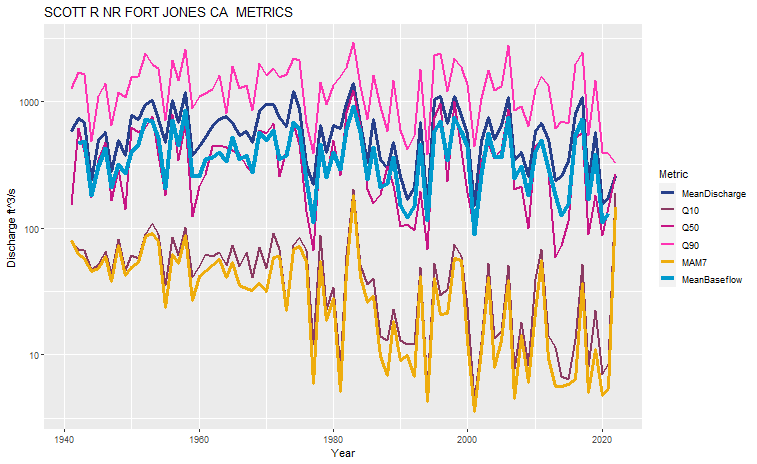 SCOTT R NR FORT JONES CA  METRICS
1000
100
10
Discharge ft^3/s
1940
1960
1980
2000
2020
Year
Metric
MeanDischarge
Q10
Q50
Q90
MAM7
MeanBaseflow